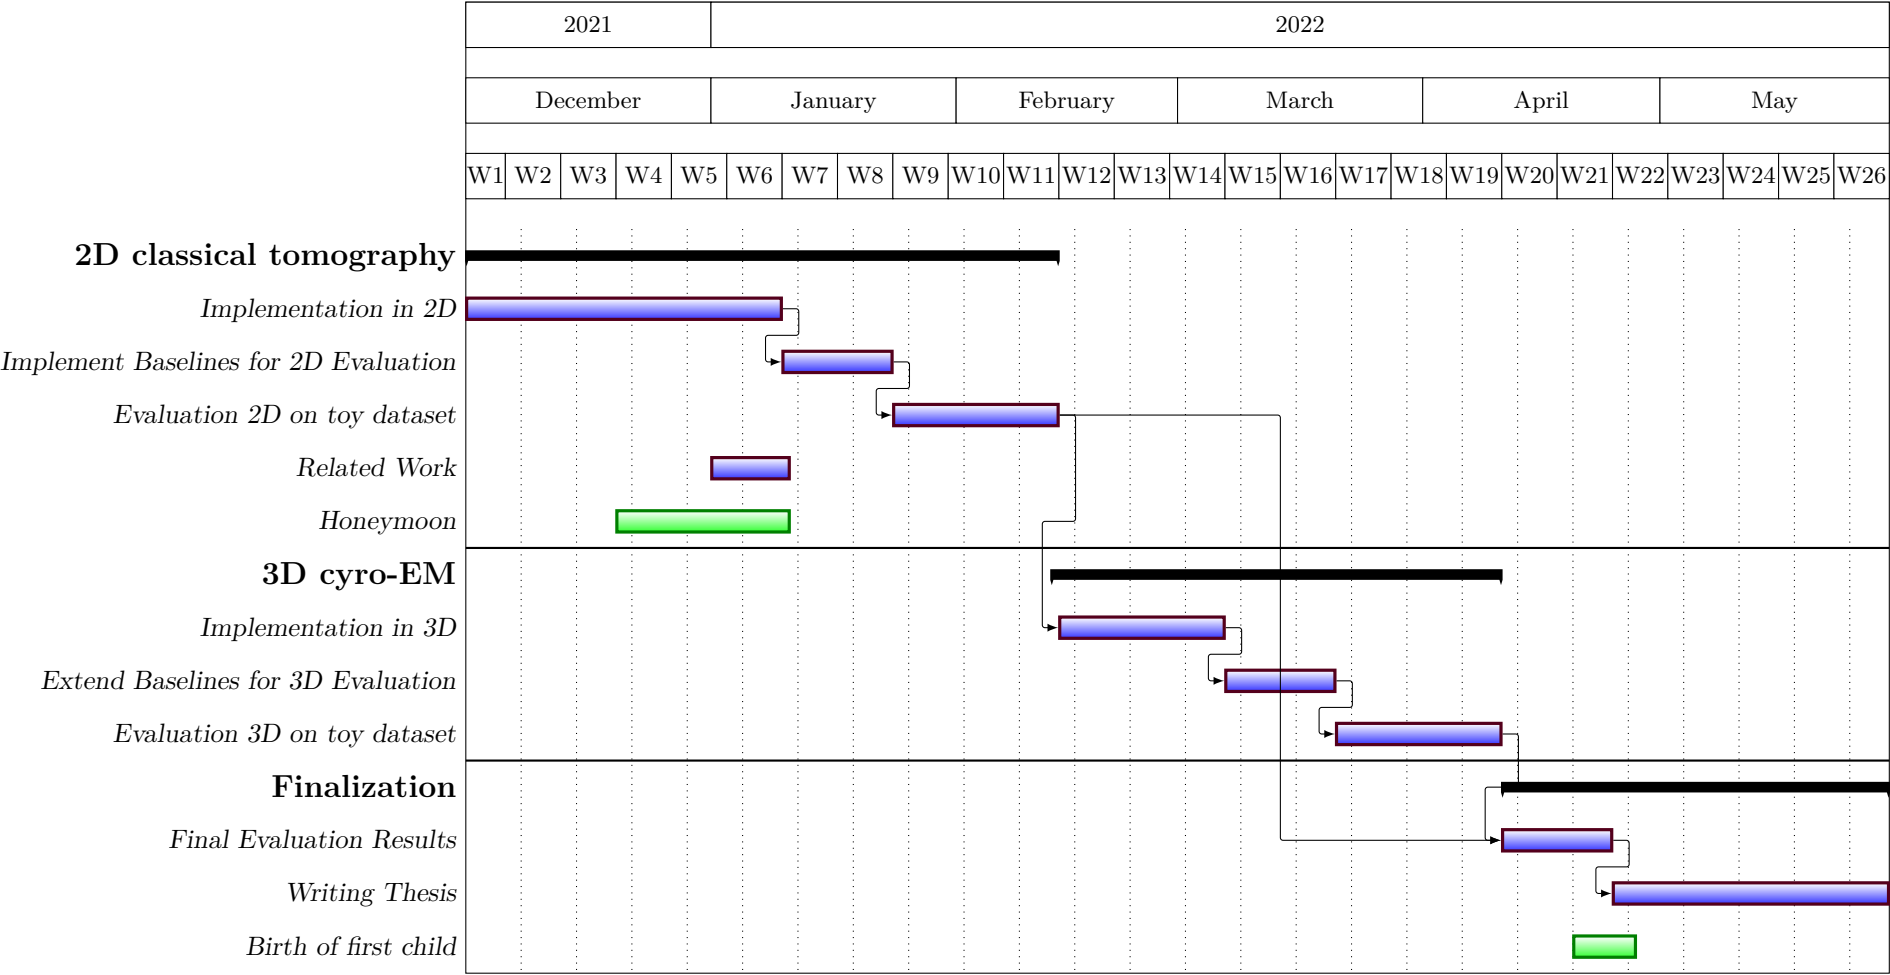 2021 2022
December January February March April May
W1 W2 W3 W4 W5 W6 W7 W8 W9 W10 W11 W12 W13 W14 W15 W16 W17 W18 W19 W20 W21 W22 W23 W24 W25 W26
2D classical tomography
Implementation in 2D
Implement Baselines for 2D Evaluation
Evaluation 2D on toy dataset
Related Work
Honeymoon
3D cyro-EM
Implementation in 3D
Extend Baselines for 3D Evaluation
Evaluation 3D on toy dataset
Finalization
Final Evaluation Results
Writing Thesis
Birth of first child